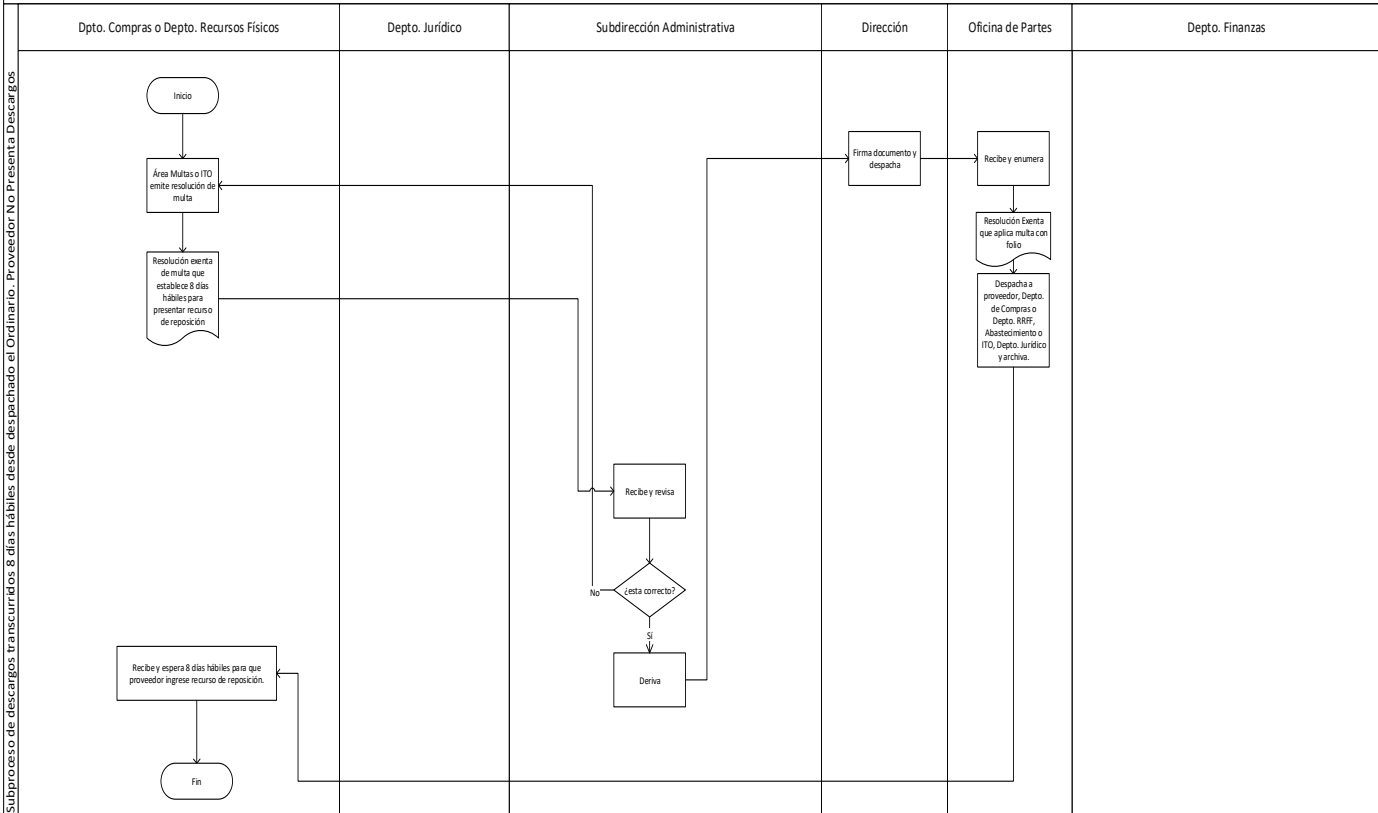 Dpto. Compras o Depto. Recursos Físicos
Depto. Jurídico
Subdirección Administrativa
Dirección
Oficina de Partes
Depto. Finanzas
Subproceso de descargos transcurridos 8 días hábiles desde despachado el Ordinario. Proveedor No Presenta Descargos
Inicio
Área Multas o ITO
emite resolución de
multa
Resolución exenta
de multa que
establece 8 días
hábiles para
presentar recurso
de reposición
Recibe y revisa
¿esta correcto?
No
Sí
Deriva
Firma documento y
despacha
Recibe y enumera
Resolución Exenta
que aplica multa con
folio
Despacha a
proveedor, Depto.
de Compras o
Depto. RRFF,
Abastecimiento o
ITO, Depto. Jurídico
y archiva.
Recibe y espera 8 días hábiles para que
proveedor ingrese recurso de reposición.
Fin